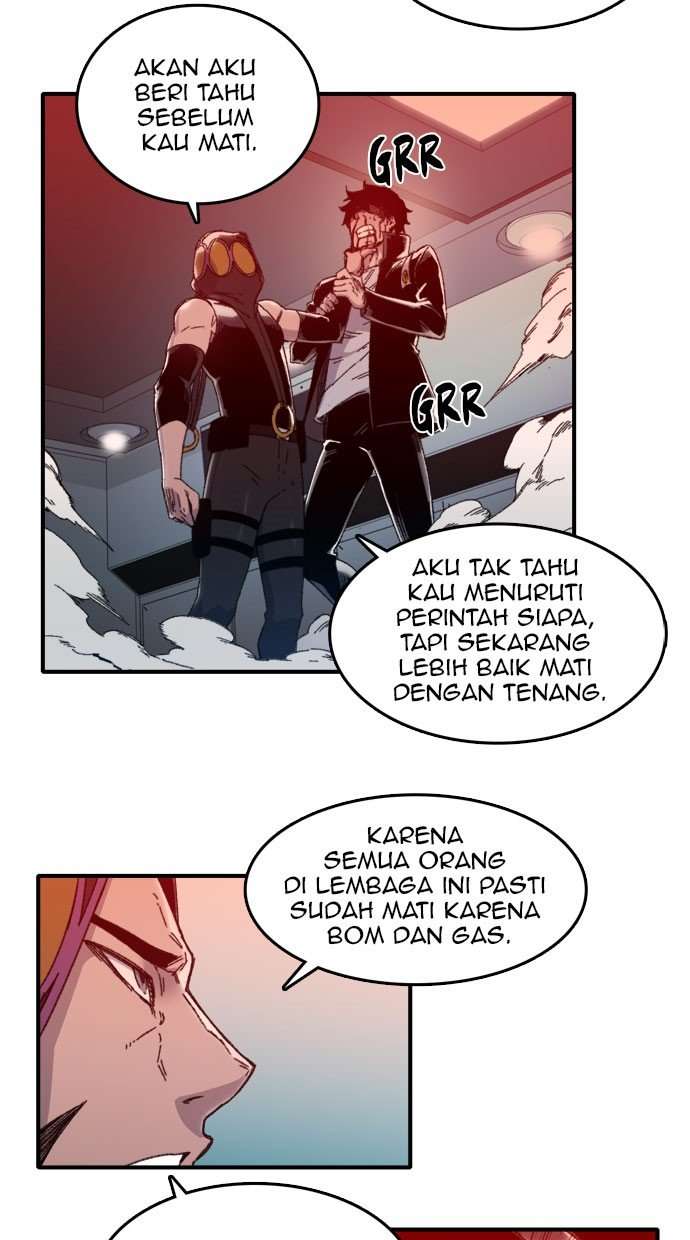 AKAN AKU
BERI TAHU
SEBELUM
KAU MATI.
GRR
GRR
AKU TAK TAHU
KAU MENURUTI
PERINTAH SIAPA,
TAPI SEKARANG
LEBIH BAIK MATI
DENGAN TENANG.
KARENA
SEMUA ORANG
DI LEMBAGA INI PASTI
SUDAH MATI KARENA
BOM DAN GAS.